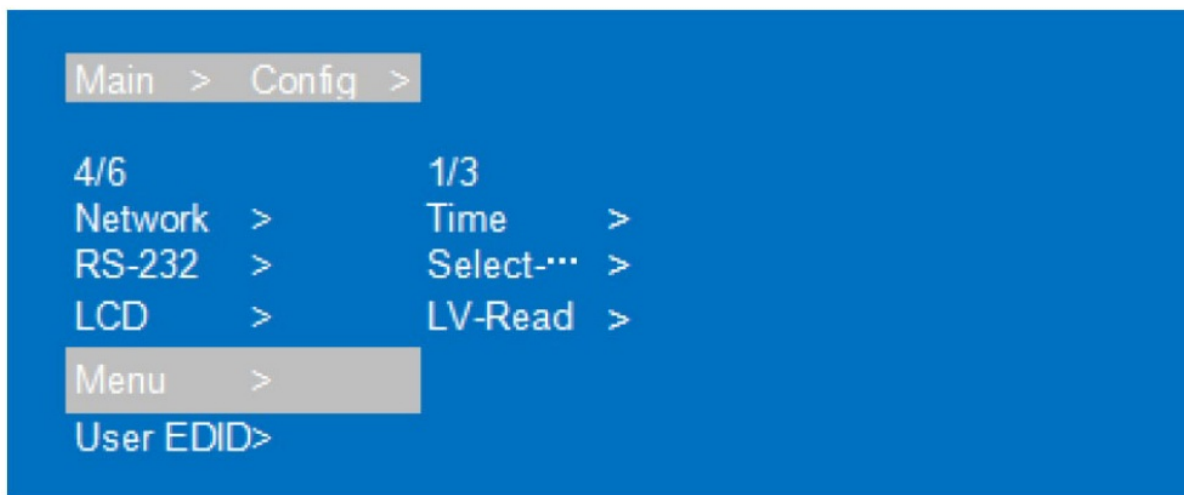 Main > Config >
4/6 1/3
Network > Time >
RS-232 > Select-··· >
LCD > LV-Read >
Menu >
User EDID>